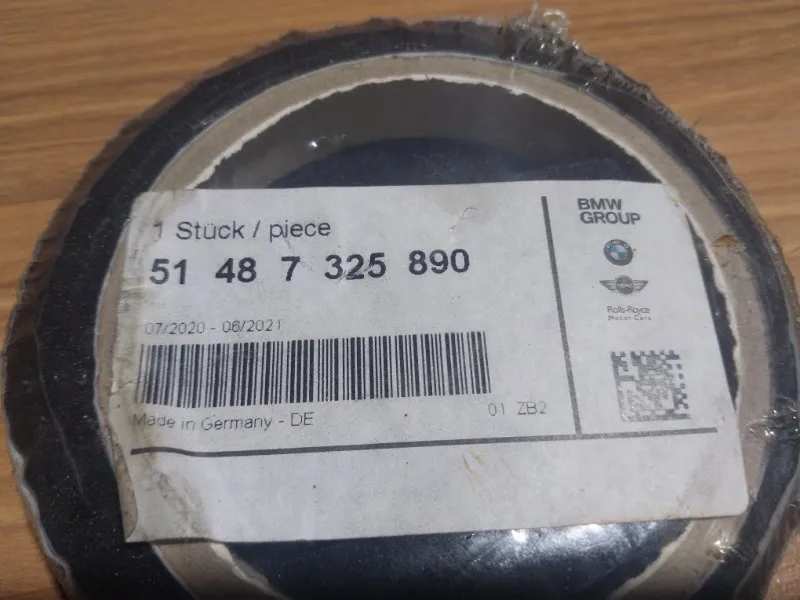 1 Stück / piece
51 48 7 325 890
07/2020 - 06/2021
Made in Germany - DE
01 ZB2
BMW
GROUP
MINI
Rolls-Royce
Motor Cars